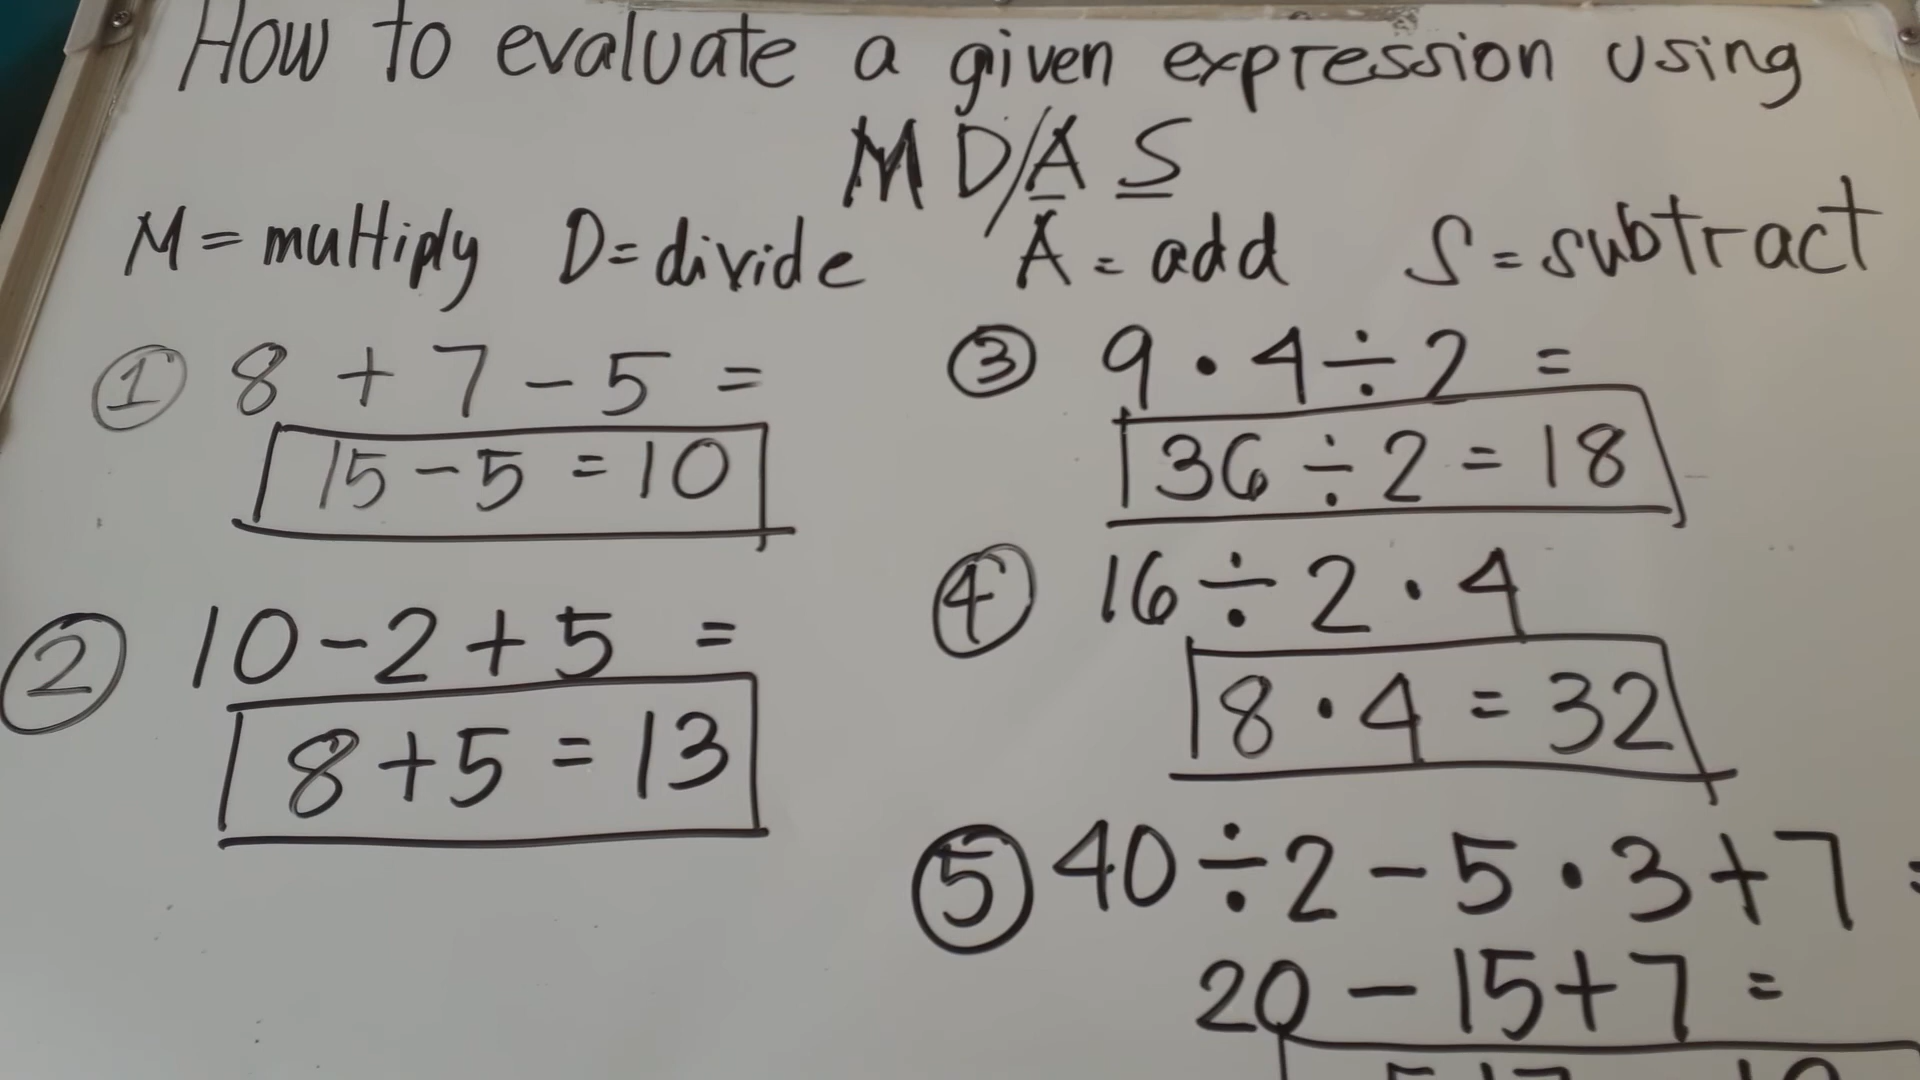 How to evaluate a given expression using
MD/AS
M = multiply D = divide A = add S = subtract
① 8 + 7 - 5 =
15 - 5 = 10
② 10 - 2 + 5 =
8 + 5 = 13
③ 9 · 4 ÷ 2 =
36 ÷ 2 = 18
④ 16 ÷ 2 · 4
8 · 4 = 32
⑤ 40 ÷ 2 - 5 · 3 + 7 =
20 - 15 + 7 =